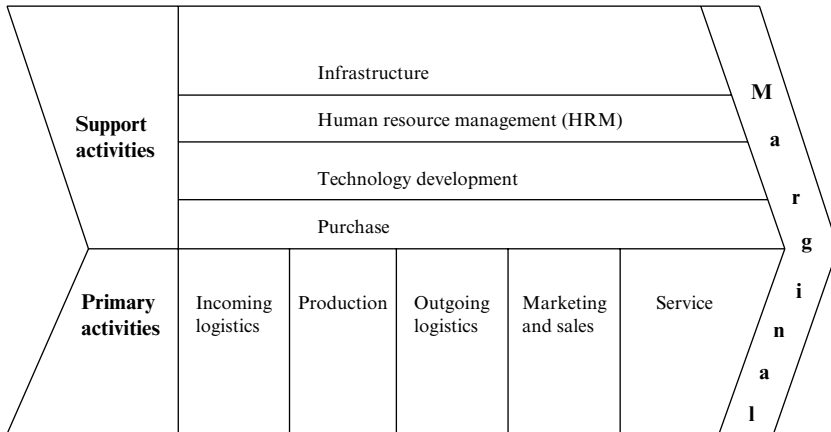 Support
activities
Infrastructure
Human resource management (HRM)
Technology development
Purchase
Primary
activities
Incoming
logistics
Production
Outgoing
logistics
Marketing
and sales
Service
M
a
r
g
i
n
a
l